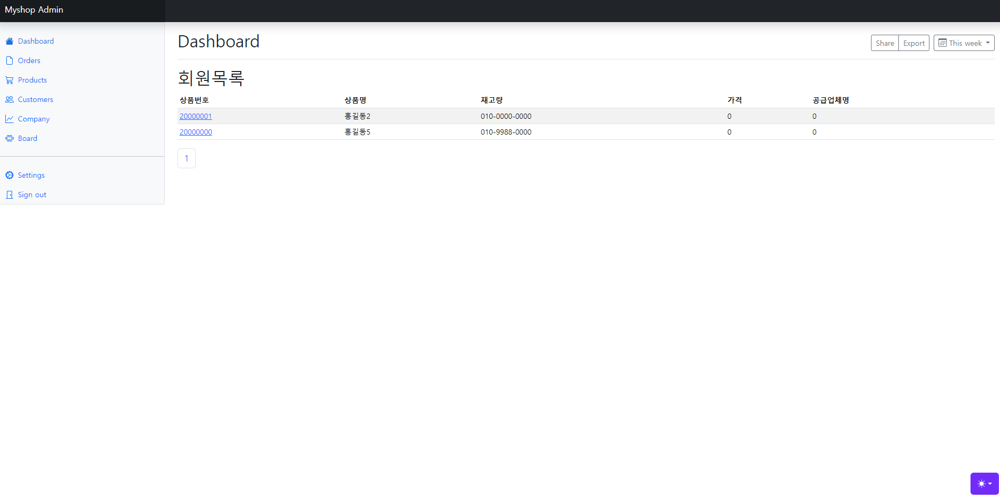 Myshop Admin
Dashboard
Orders
Products
Customers
Company
Board
Settings
Sign out
Dashboard
Share Export This week
회원목록
상품번호 상품명 재고량 가격 공급업체명
20000001 홍길동2 010-0000-0000 0 0
20000000 홍길동5 010-9988-0000 0 0
1